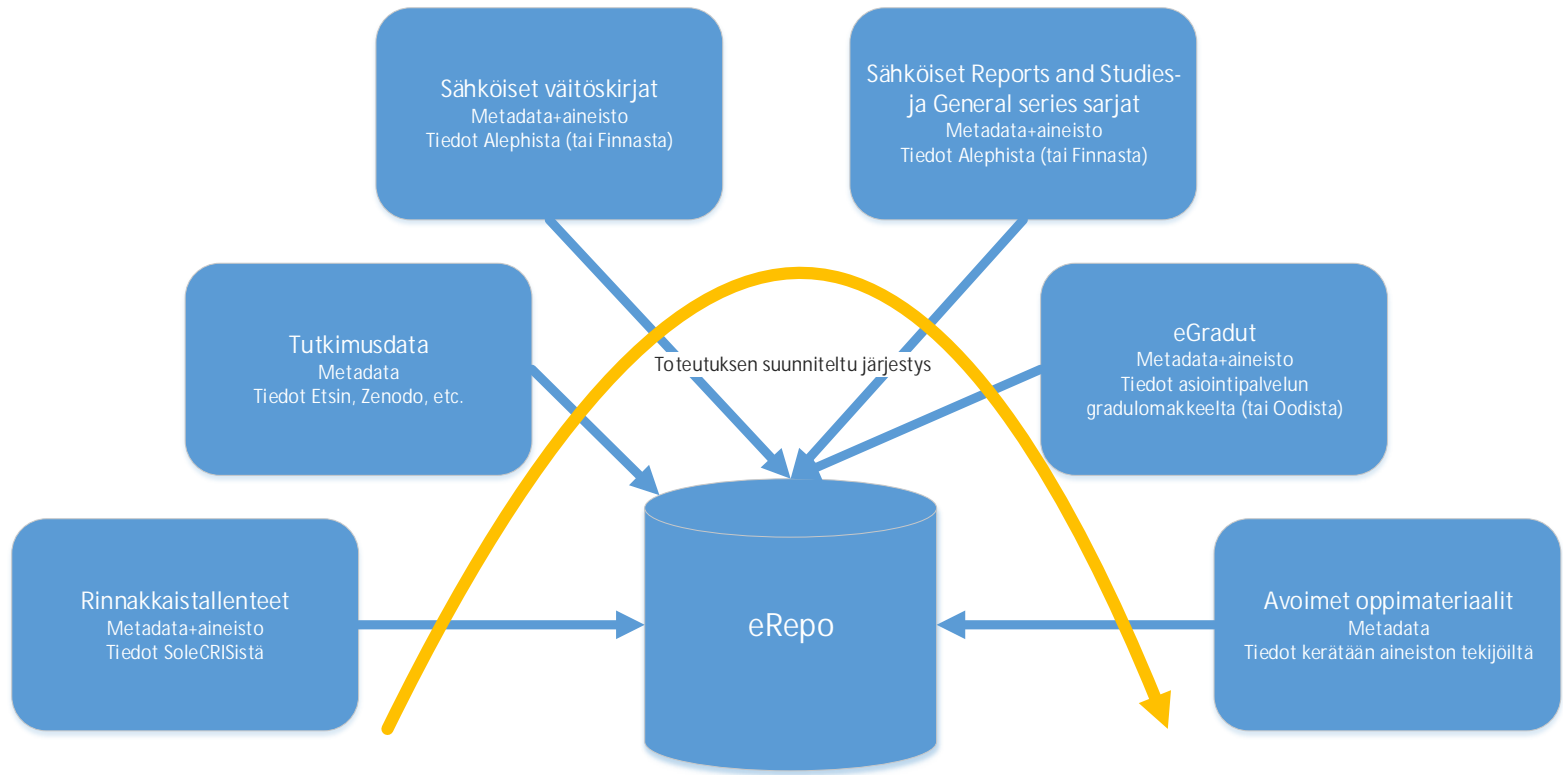 Sähköiset väitöskirjat
Metadata+aineisto
Tiedot Alephista (tai Finnasta)
Sähköiset Reports and Studies-
ja General series sarjat
Metadata+aineisto
Tiedot Alephista (tai Finnasta)
Tutkimusdata
Metadata
Tiedot Etsin, Zenodo, etc.
Toteutuksen suunniteltu järjestys
eGradut
Metadata+aineisto
Tiedot asiointipalvelun
gradulomakkeelta (tai Oodista)
Rinnakkaistallenteet
Metadata+aineisto
Tiedot SoleCRISistä
eRepo
Avoimet oppimateriaalit
Metadata
Tiedot kerätään aineiston tekijöiltä